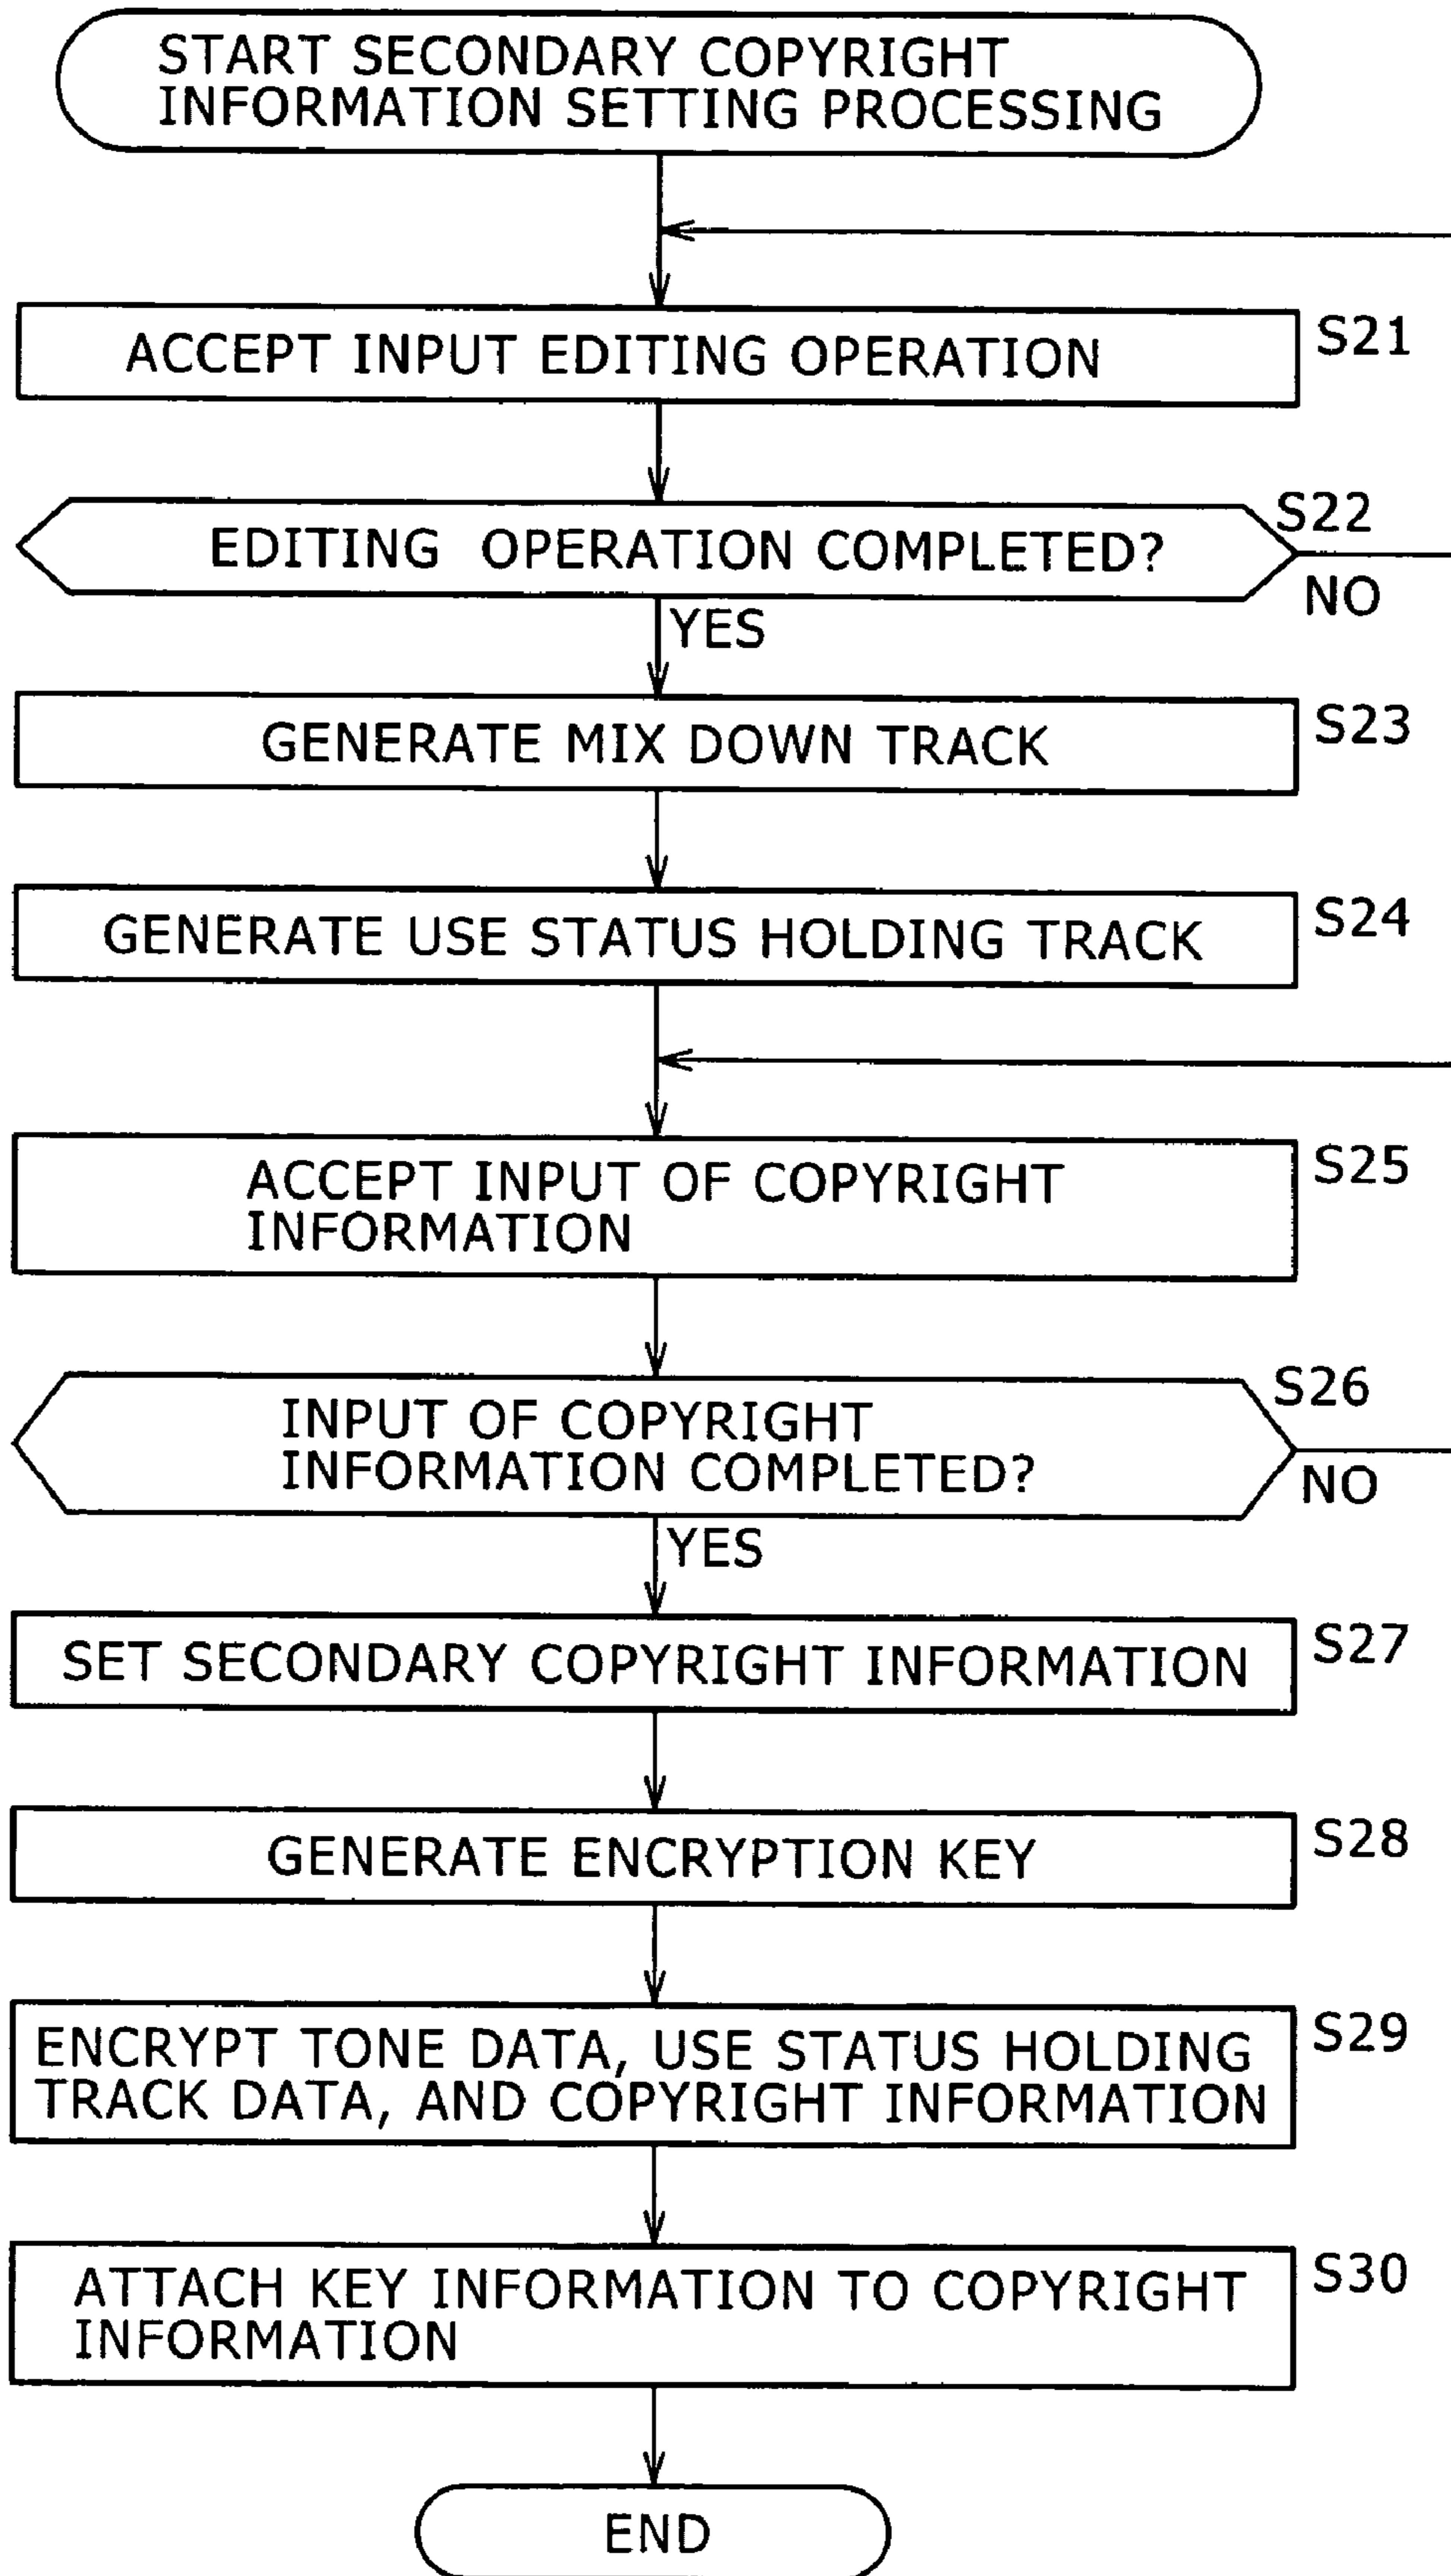 START SECONDARY COPYRIGHT
INFORMATION SETTING PROCESSING
ACCEPT INPUT EDITING OPERATION
S21
EDITING OPERATION COMPLETED?
S22
NO
YES
GENERATE MIX DOWN TRACK
S23
GENERATE USE STATUS HOLDING TRACK
S24
ACCEPT INPUT OF COPYRIGHT
INFORMATION
S25
INPUT OF COPYRIGHT
INFORMATION COMPLETED?
S26
NO
YES
SET SECONDARY COPYRIGHT INFORMATION
S27
GENERATE ENCRYPTION KEY
S28
ENCRYPT TONE DATA, USE STATUS HOLDING
TRACK DATA, AND COPYRIGHT INFORMATION
S29
ATTACH KEY INFORMATION TO COPYRIGHT
INFORMATION
S30
END